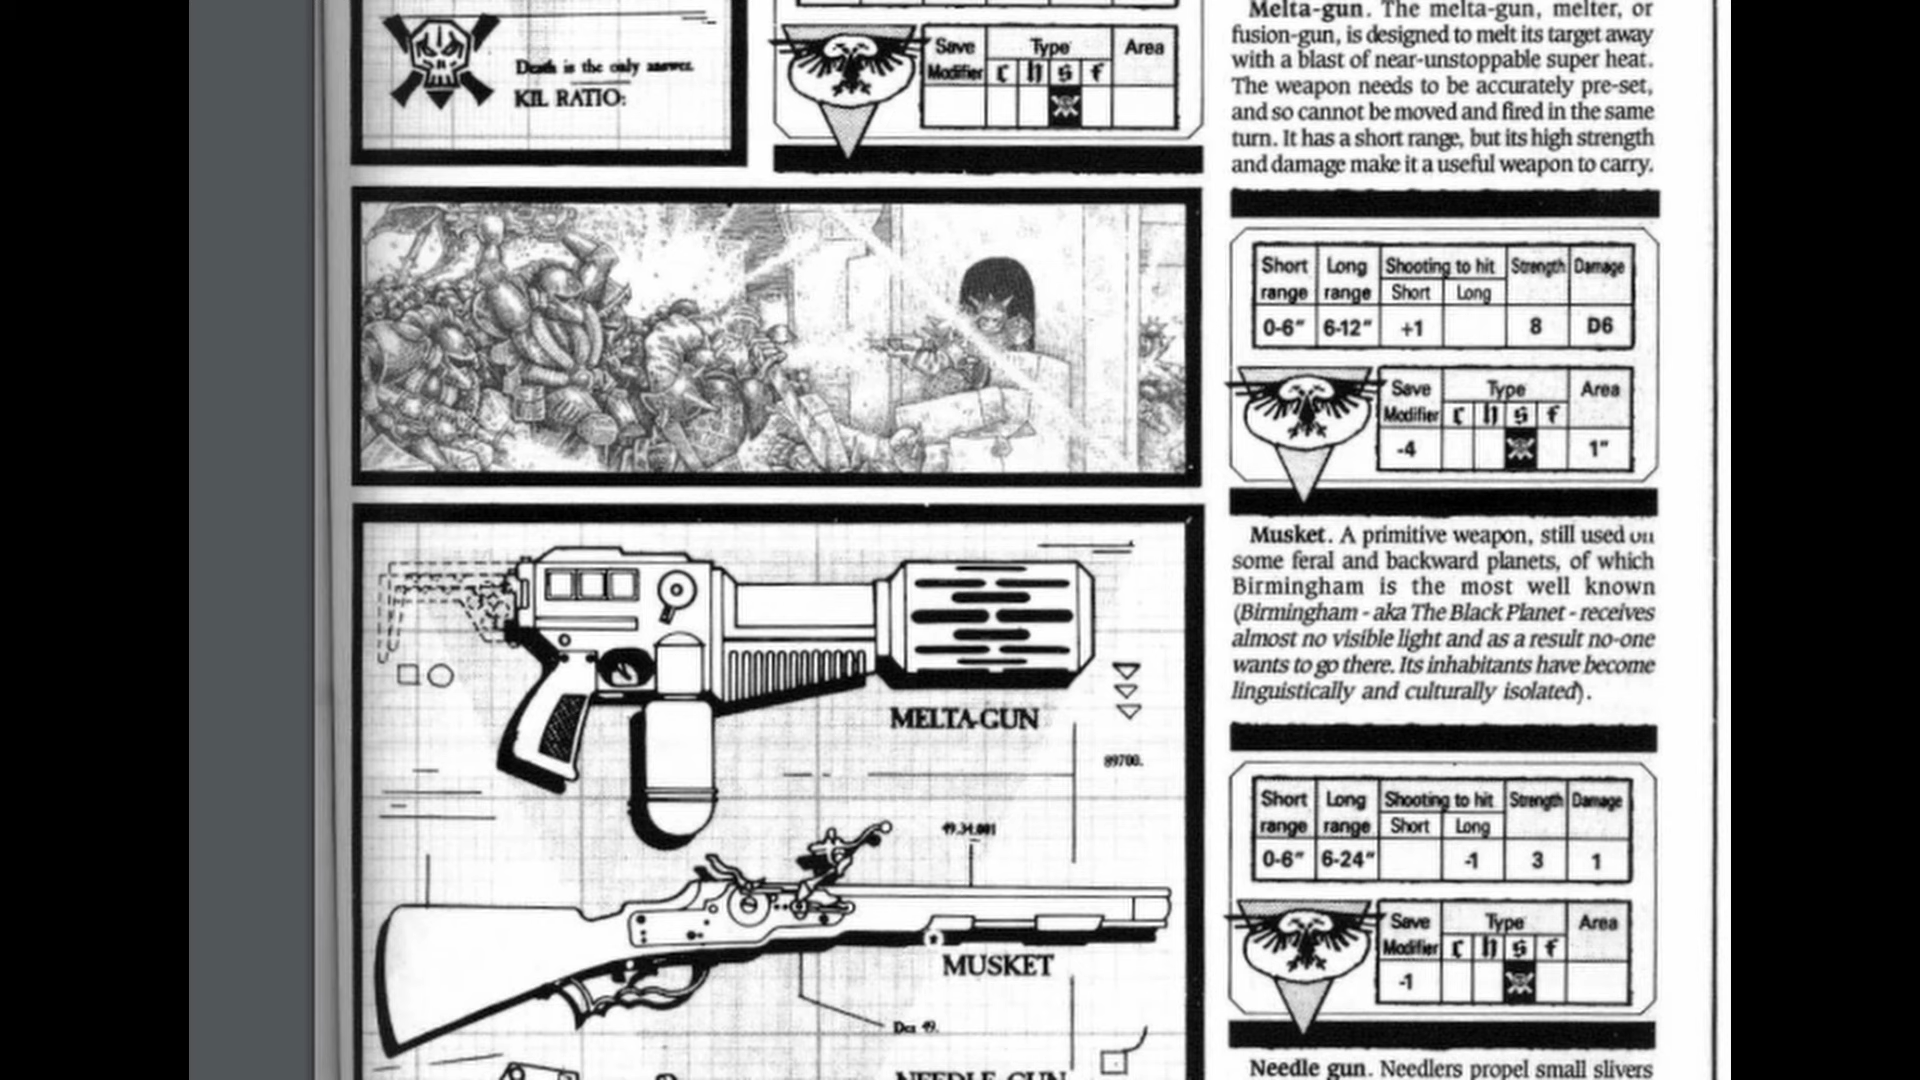 Death is the only answer.
KIL RATIO:
Save Modifier Type Area
c h s f
MELTA-GUN
89700.
49.34.001
MUSKET
Des 49.
NEEDLE GUN
Melta-gun. The melta-gun, melter, or
fusion-gun, is designed to melt its target away
with a blast of near-unstoppable super heat.
The weapon needs to be accurately pre-set,
and so cannot be moved and fired in the same
turn. It has a short range, but its high strength
and damage make it a useful weapon to carry.
Short Long Shooting to hit Strength Damage
range range Short Long
0-6" 6-12" +1 8 D6
Save Type Area
Modifier c h s f
-4 1"
Musket. A primitive weapon, still used on
some feral and backward planets, of which
Birmingham is the most well known
(Birmingham - aka The Black Planet - receives
almost no visible light and as a result no-one
wants to go there. Its inhabitants have become
linguistically and culturally isolated).
Short Long Shooting to hit Strength Damage
range range Short Long
0-6" 6-24" -1 3 1
Save Type Area
Modifier c h s f
-1
Needle gun. Needlers propel small slivers